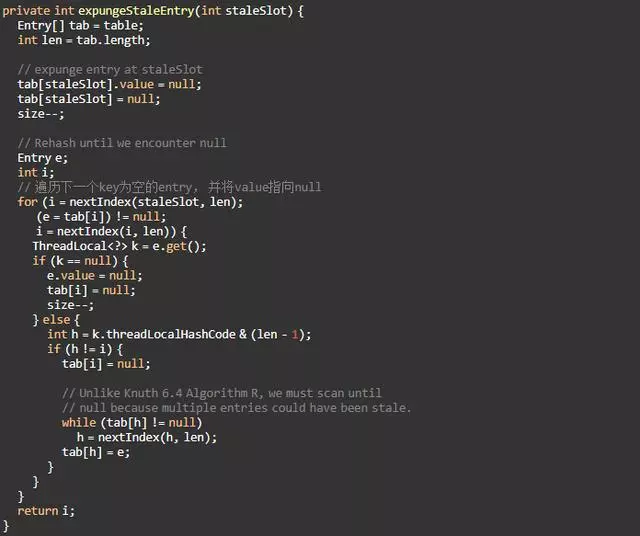 private int expungeStaleEntry(int staleSlot) {
Entry[] tab = table;
int len = tab.length;
// expunge entry at staleSlot
tab[staleSlot].value = null;
tab[staleSlot] = null;
size--;
// Rehash until we encounter null
Entry e;
int i;
// 遍历下一个key为空的entry，并将value指向null
for (i = nextIndex(staleSlot, len);
(e = tab[i]) != null;
i = nextIndex(i, len)) {
ThreadLocal<?> k = e.get();
if (k == null) {
e.value = null;
tab[i] = null;
size--;
} else {
int h = k.threadLocalHashCode & (len - 1);
if (h != i) {
tab[i] = null;
// Unlike Knuth 6.4 Algorithm R, we must scan until
// null because multiple entries could have been stale.
while (tab[h] != null)
h = nextIndex(h, len);
tab[h] = e;
}
}
}
return i;
}